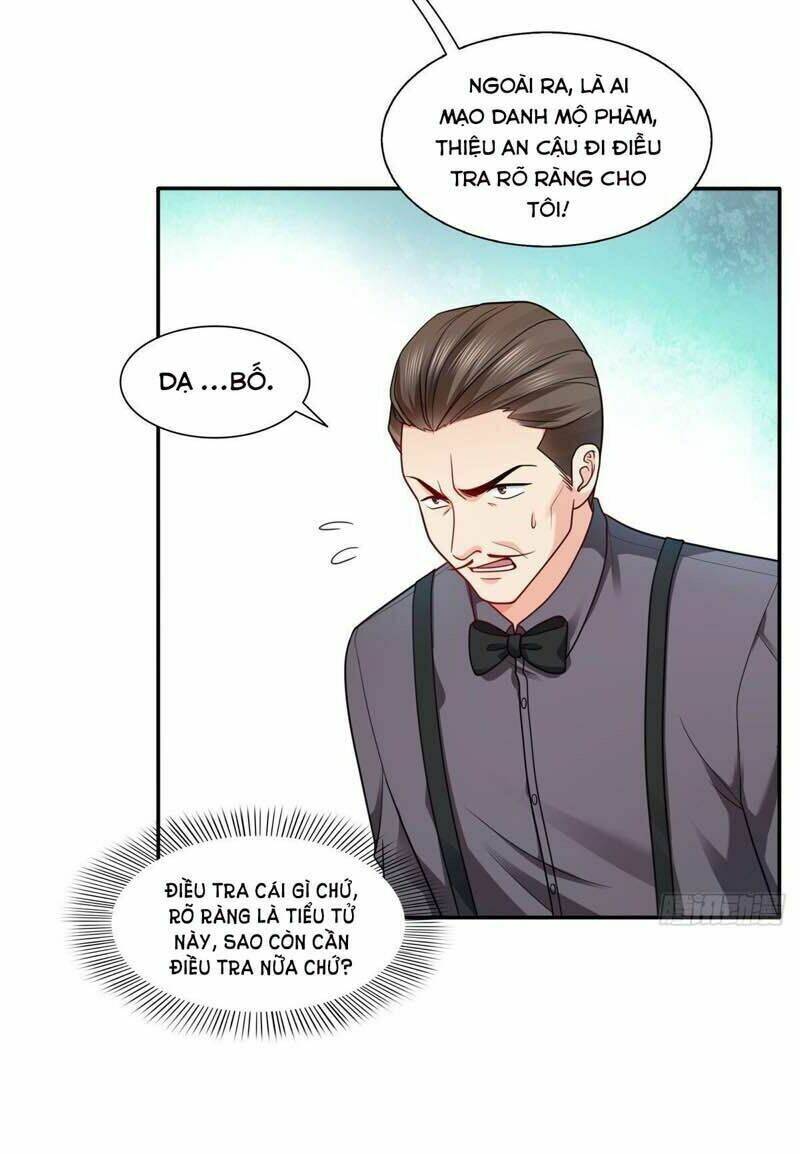 NGOÀI RA, LÀ AI
MẠO DANH MỘ PHÀM,
THIỆU AN CẬU ĐI ĐIỀU
TRA RÕ RÀNG CHO
TÔI!
DẠ ...BỐ.
ĐIỀU TRA CÁI GÌ CHỨ,
RÕ RÀNG LÀ TIỂU TỬ
NÀY, SAO CÒN CẦN
ĐIỀU TRA NỮA CHỨ?